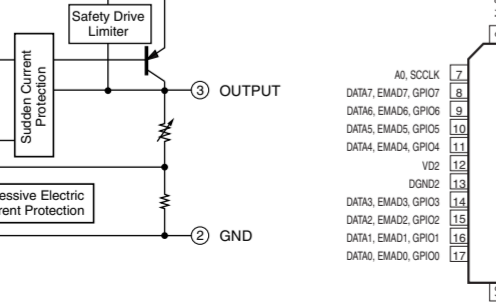 Safety Drive
Limiter
Sudden Current
Protection
3 OUTPUT
essive Electric
rent Protection
2 GND
A0, SCCLK 7
DATA7, EMAD7, GPIO7 8
DATA6, EMAD6, GPIO6 9
DATA5, EMAD5, GPIO5 10
DATA4, EMAD4, GPIO4 11
VD2 12
DGND2 13
DATA3, EMAD3, GPIO3 14
DATA2, EMAD2, GPIO2 15
DATA1, EMAD1, GPIO1 16
DATA0, EMAD0, GPIO0 17